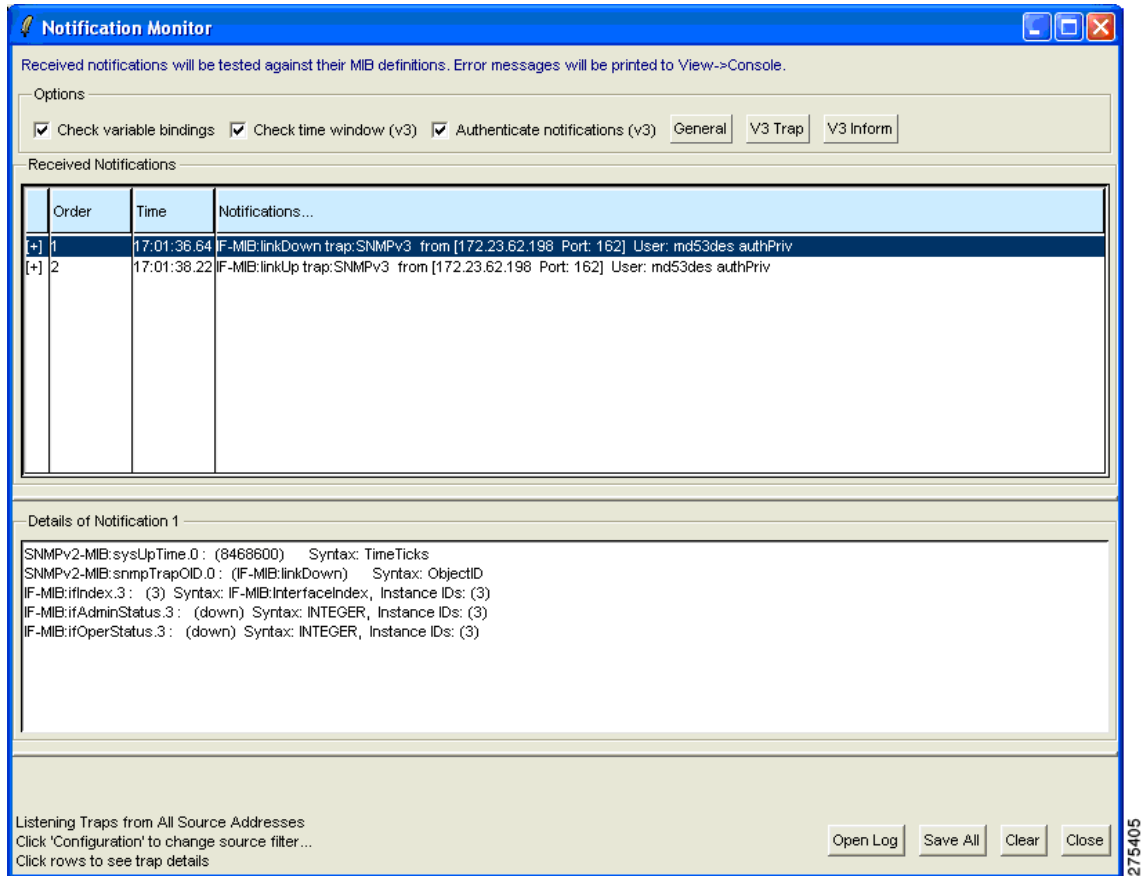 Notification Monitor
Received notifications will be tested against their MIB definitions. Error messages will be printed to View->Console.
Options
Check variable bindings Check time window (v3) Authenticate notifications (v3) General V3 Trap V3 Inform
Received Notifications
Order Time Notifications...
[+] 1 17:01:36.64 IF-MIB:linkDown trap:SNMPv3 from [172.23.62.198 Port: 162] User: md53des authPriv
[+] 2 17:01:38.22 IF-MIB:linkUp trap:SNMPv3 from [172.23.62.198 Port: 162] User: md53des authPriv
Details of Notification 1
SNMPv2-MIB:sysUpTime.0 : (8468600) Syntax: TimeTicks
SNMPv2-MIB:snmpTrapOID.0 : (IF-MIB:linkDown) Syntax: ObjectID
IF-MIB:ifIndex.3 : (3) Syntax: IF-MIB:InterfaceIndex, Instance IDs: (3)
IF-MIB:ifAdminStatus.3 : (down) Syntax: INTEGER, Instance IDs: (3)
IF-MIB:ifOperStatus.3 : (down) Syntax: INTEGER, Instance IDs: (3)
Listening Traps from All Source Addresses
Click 'Configuration' to change source filter...
Click rows to see trap details
Open Log Save All Clear Close
275405